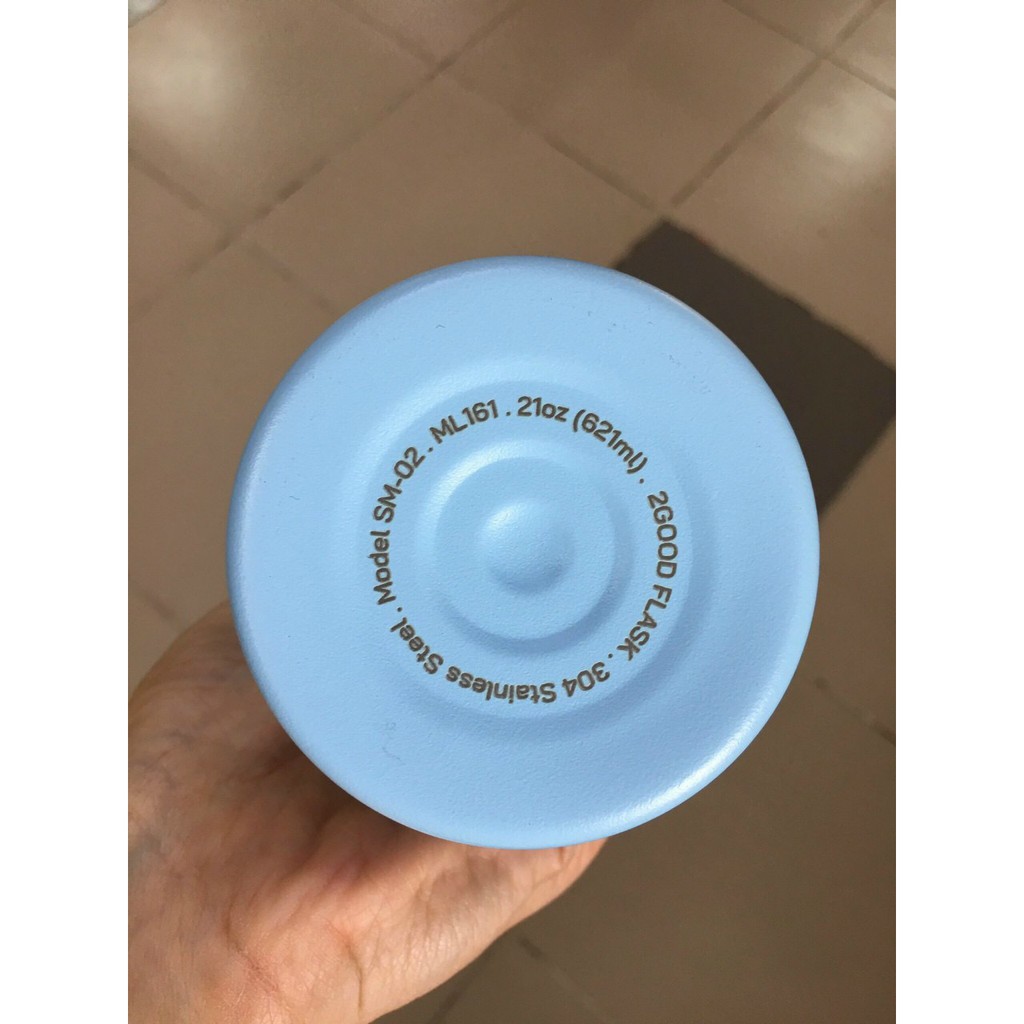 2GOOD FLASK . 304 Stainless Steel . Model SM-02 . ML161 . 21oz (621ml) .